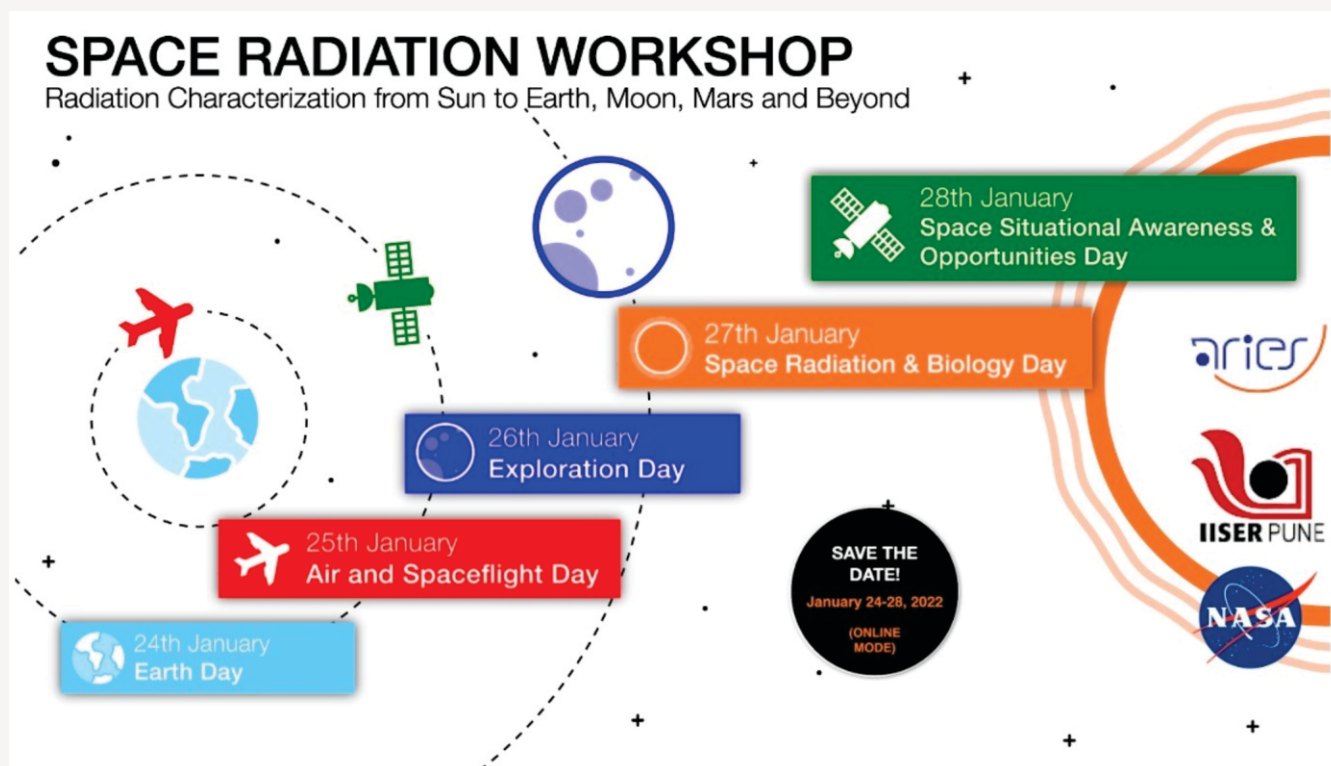 SPACE RADIATION WORKSHOP
Radiation Characterization from Sun to Earth, Moon, Mars and Beyond
28th January
Space Situational Awareness &
Opportunities Day
27th January
Space Radiation & Biology Day
26th January
Exploration Day
25th January
Air and Spaceflight Day
24th January
Earth Day
SAVE THE
DATE!
January 24-28, 2022
(ONLINE
MODE)
aries
IISER PUNE
NASA